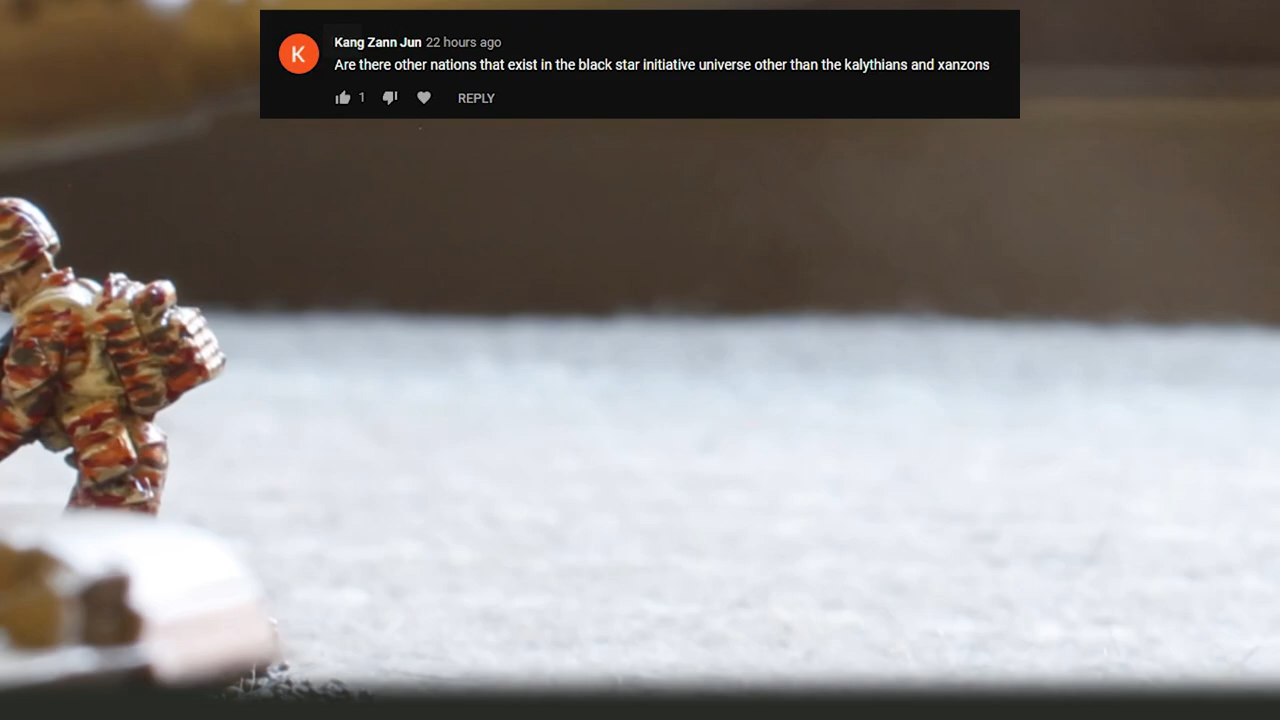 K
Kang Zann Jun 22 hours ago
Are there other nations that exist in the black star initiative universe other than the kalythians and xanzons
1 REPLY